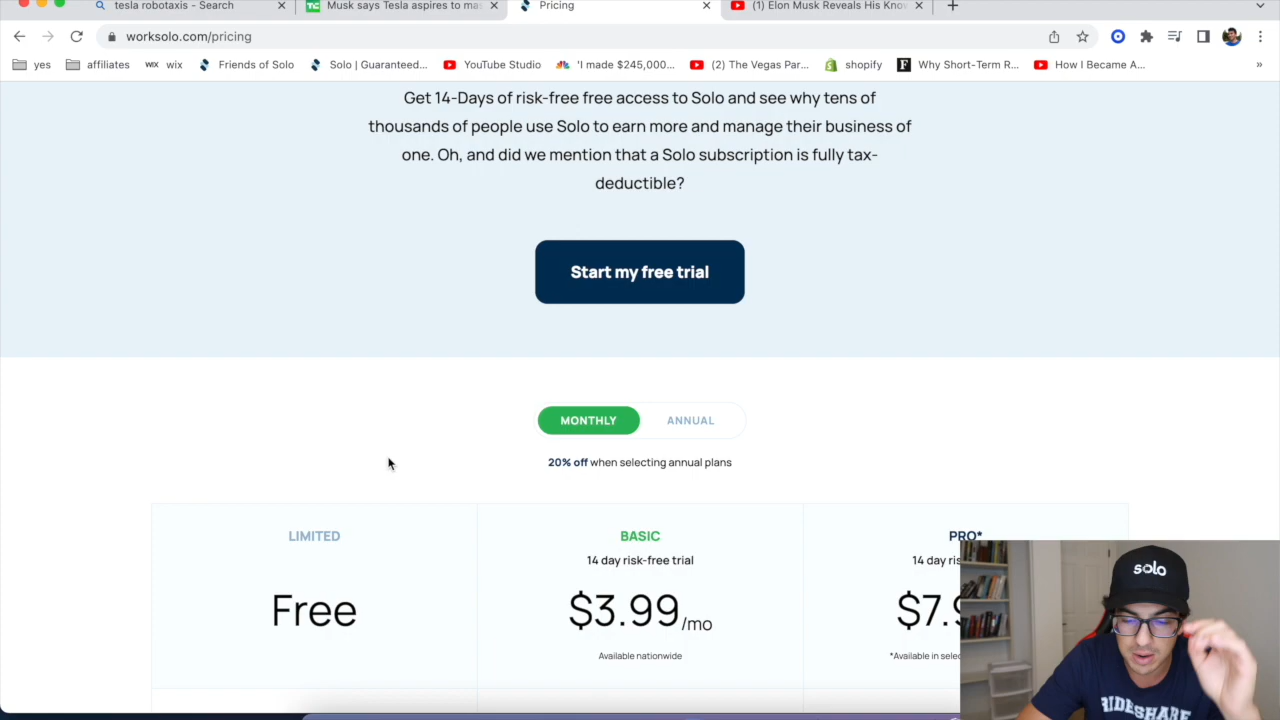 tesla robotaxis - Search
Musk says Tesla aspires to mas
Pricing
(1) Elon Musk Reveals His Know
worksolo.com/pricing
yes
affiliates
WIX wix
Friends of Solo
Solo | Guaranteed...
YouTube Studio
'I made $245,000...
(2) The Vegas Par...
shopify
Why Short-Term R...
How I Became A...
Get 14-Days of risk-free free access to Solo and see why tens of
thousands of people use Solo to earn more and manage their business of
one. Oh, and did we mention that a Solo subscription is fully tax-
deductible?
Start my free trial
MONTHLY
ANNUAL
20% off when selecting annual plans
LIMITED
BASIC
PRO*
14 day risk-free trial
14 day ris
Free
$3.99/mo
$7.9
Available nationwide
*Available in selec
solo
RIDESHARE